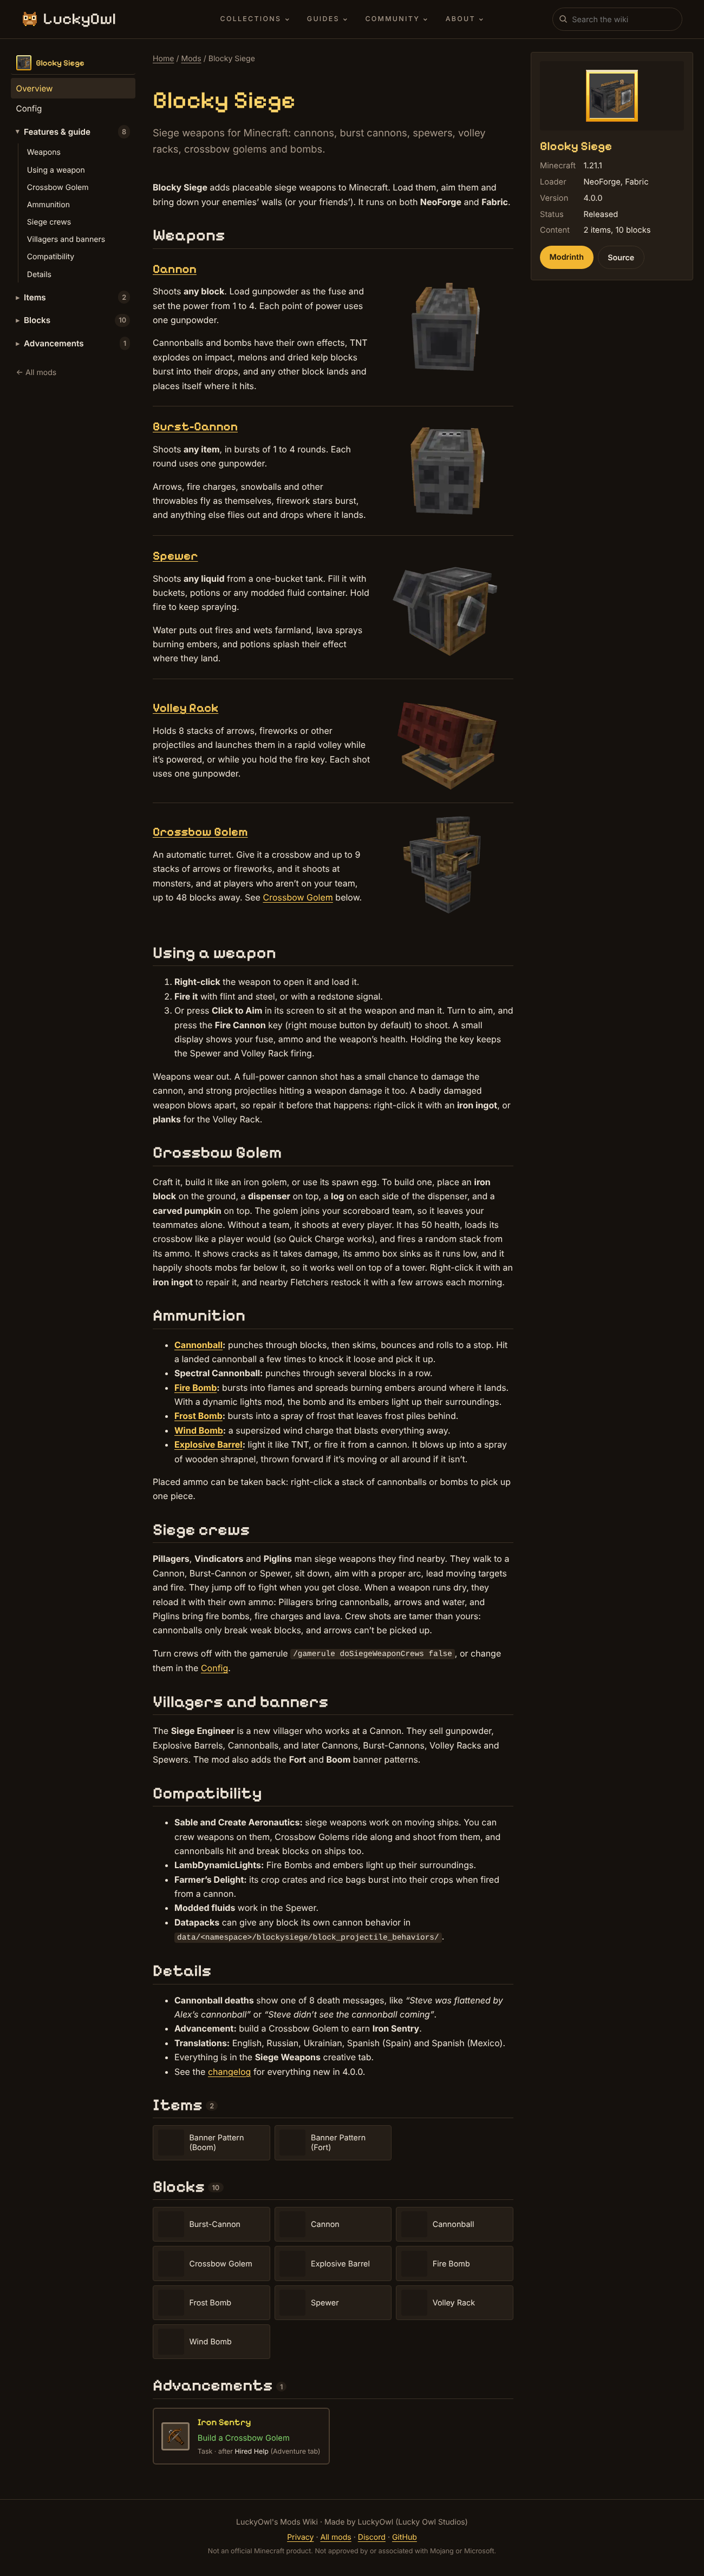 LuckyOwl
COLLECTIONS
GUIDES
COMMUNITY
ABOUT
Search the wiki
Blocky Siege
Overview
Config
Features & guide 8
Weapons
Using a weapon
Crossbow Golem
Ammunition
Siege crews
Villagers and banners
Compatibility
Details
Items 2
Blocks 10
Advancements 1
← All mods
Home / Mods / Blocky Siege
Blocky Siege
Siege weapons for Minecraft: cannons, burst cannons, spewers, volley
racks, crossbow golems and bombs.
Blocky Siege adds placeable siege weapons to Minecraft. Load them, aim them and
bring down your enemies' walls (or your friends'). It runs on both NeoForge and Fabric.
Weapons
Cannon
Shoots any block. Load gunpowder as the fuse and
set the power from 1 to 4. Each point of power uses
one gunpowder.
Cannonballs and bombs have their own effects, TNT
explodes on impact, melons and dried kelp blocks
burst into their drops, and any other block lands and
places itself where it hits.
Burst-Cannon
Shoots any item, in bursts of 1 to 4 rounds. Each
round uses one gunpowder.
Arrows, fire charges, snowballs and other
throwables fly as themselves, firework stars burst,
and anything else flies out and drops where it lands.
Spewer
Shoots any liquid from a one-bucket tank. Fill it with
buckets, potions or any modded fluid container. Hold
fire to keep spraying.
Water puts out fires and wets farmland, lava sprays
burning embers, and potions splash their effect
where they land.
Volley Rack
Holds 8 stacks of arrows, fireworks or other
projectiles and launches them in a rapid volley while
it's powered, or while you hold the fire key. Each shot
uses one gunpowder.
Crossbow Golem
An automatic turret. Give it a crossbow and up to 9
stacks of arrows or fireworks, and it shoots at
monsters, and at players who aren't on your team,
up to 48 blocks away. See Crossbow Golem below.
Using a weapon
1. Right-click the weapon to open it and load it.
2. Fire it with flint and steel, or with a redstone signal.
3. Or press Click to Aim in its screen to sit at the weapon and man it. Turn to aim, and
press the Fire Cannon key (right mouse button by default) to shoot. A small
display shows your fuse, ammo and the weapon's health. Holding the key keeps
the Spewer and Volley Rack firing.
Weapons wear out. A full-power cannon shot has a small chance to damage the
cannon, and strong projectiles hitting a weapon damage it too. A badly damaged
weapon blows apart, so repair it before that happens: right-click it with an iron ingot, or
planks for the Volley Rack.
Crossbow Golem
Craft it, build it like an iron golem, or use its spawn egg. To build one, place an iron
block on the ground, a dispenser on top, a log on each side of the dispenser, and a
carved pumpkin on top. The golem joins your scoreboard team, so it leaves your
teammates alone. Without a team, it shoots at every player. It has 50 health, loads its
crossbow like a player would (so Quick Charge works), and fires a random stack from
its ammo. It shows cracks as it takes damage, its ammo box sinks as it runs low, and it
happily shoots mobs far below it, so it works well on top of a tower. Right-click it with an
iron ingot to repair it, and nearby Fletchers restock it with a few arrows each morning.
Ammunition
• Cannonball: punches through blocks, then skims, bounces and rolls to a stop. Hit
a landed cannonball a few times to knock it loose and pick it up.
• Spectral Cannonball: punches through several blocks in a row.
• Fire Bomb: bursts into flames and spreads burning embers around where it lands.
With a dynamic lights mod, the bomb and its embers light up their surroundings.
• Frost Bomb: bursts into a spray of frost that leaves frost piles behind.
• Wind Bomb: a supersized wind charge that blasts everything away.
• Explosive Barrel: light it like TNT, or fire it from a cannon. It blows up into a spray
of wooden shrapnel, thrown forward if it's moving or all around if it isn't.
Placed ammo can be taken back: right-click a stack of cannonballs or bombs to pick up
one piece.
Siege crews
Pillagers, Vindicators and Piglins man siege weapons they find nearby. They walk to a
Cannon, Burst-Cannon or Spewer, sit down, aim with a proper arc, lead moving targets
and fire. They jump off to fight when you get close. When a weapon runs dry, they
reload it with their own ammo: Pillagers bring cannonballs, arrows and water, and
Piglins bring fire bombs, fire charges and lava. Crew shots are tamer than yours:
cannonballs only break weak blocks, and arrows can't be picked up.
Turn crews off with the gamerule /gamerule doSiegeWeaponCrews false, or change
them in the Config.
Villagers and banners
The Siege Engineer is a new villager who works at a Cannon. They sell gunpowder,
Explosive Barrels, Cannonballs, and later Cannons, Burst-Cannons, Volley Racks and
Spewers. The mod also adds the Fort and Boom banner patterns.
Compatibility
• Sable and Create Aeronautics: siege weapons work on moving ships. You can
crew weapons on them, Crossbow Golems ride along and shoot from them, and
cannonballs hit and break blocks on ships too.
• LambDynamicLights: Fire Bombs and embers light up their surroundings.
• Farmer's Delight: its crop crates and rice bags burst into their crops when fired
from a cannon.
• Modded fluids work in the Spewer.
• Datapacks can give any block its own cannon behavior in
data/<namespace>/blockysiege/block_projectile_behaviors/.
Details
• Cannonball deaths show one of 8 death messages, like "Steve was flattened by
Alex's cannonball" or "Steve didn't see the cannonball coming".
• Advancement: build a Crossbow Golem to earn Iron Sentry.
• Translations: English, Russian, Ukrainian, Spanish (Spain) and Spanish (Mexico).
• Everything is in the Siege Weapons creative tab.
• See the changelog for everything new in 4.0.0.
Items 2
Banner Pattern
(Boom)
Banner Pattern
(Fort)
Blocks 10
Burst-Cannon
Cannon
Cannonball
Crossbow Golem
Explosive Barrel
Fire Bomb
Frost Bomb
Spewer
Volley Rack
Wind Bomb
Advancements 1
Iron Sentry
Build a Crossbow Golem
Task · after Hired Help (Adventure tab)
Blocky Siege
Minecraft 1.21.1
Loader NeoForge, Fabric
Version 4.0.0
Status Released
Content 2 items, 10 blocks
Modrinth
Source
LuckyOwl's Mods Wiki · Made by LuckyOwl (Lucky Owl Studios)
Privacy · All mods · Discord · GitHub
Not an official Minecraft product. Not approved by or associated with Mojang or Microsoft.